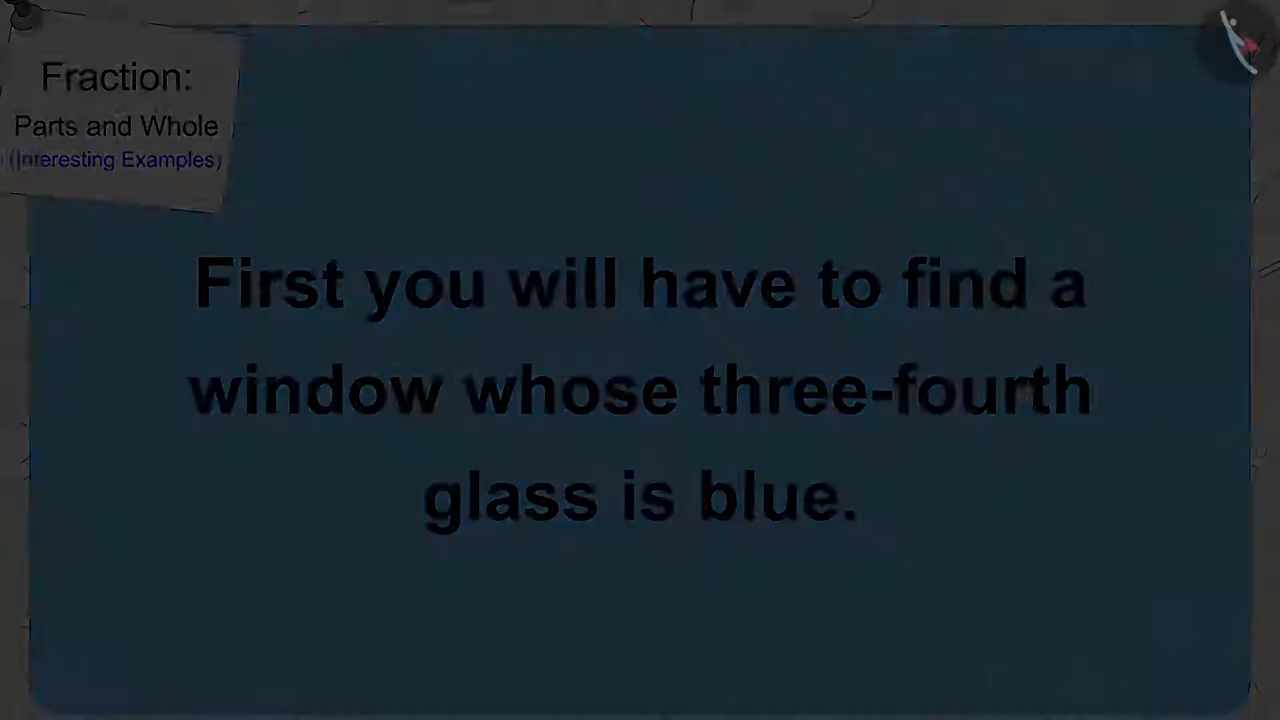 Fraction:
Parts and Whole
(Interesting Examples)
First you will have to find a
window whose three-fourth
glass is blue.